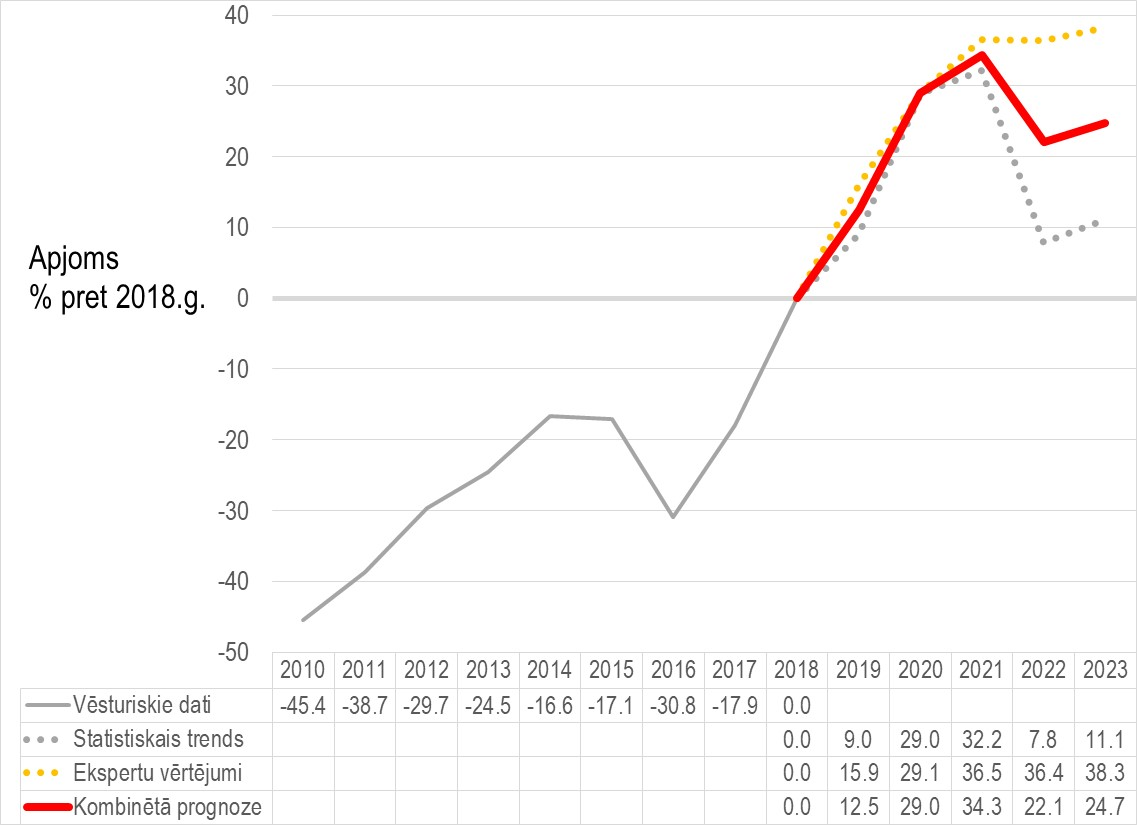 40
30
20
10
0
-10
-20
-30
-40
-50
Apjoms
% pret 2018.g.
2010 2011 2012 2013 2014 2015 2016 2017 2018 2019 2020 2021 2022 2023
Vēsturiskie dati -45.4 -38.7 -29.7 -24.5 -16.6 -17.1 -30.8 -17.9 0.0
Statistiskais trends 0.0 9.0 29.0 32.2 7.8 11.1
Ekspertu vērtējumi 0.0 15.9 29.1 36.5 36.4 38.3
Kombinētā prognoze 0.0 12.5 29.0 34.3 22.1 24.7